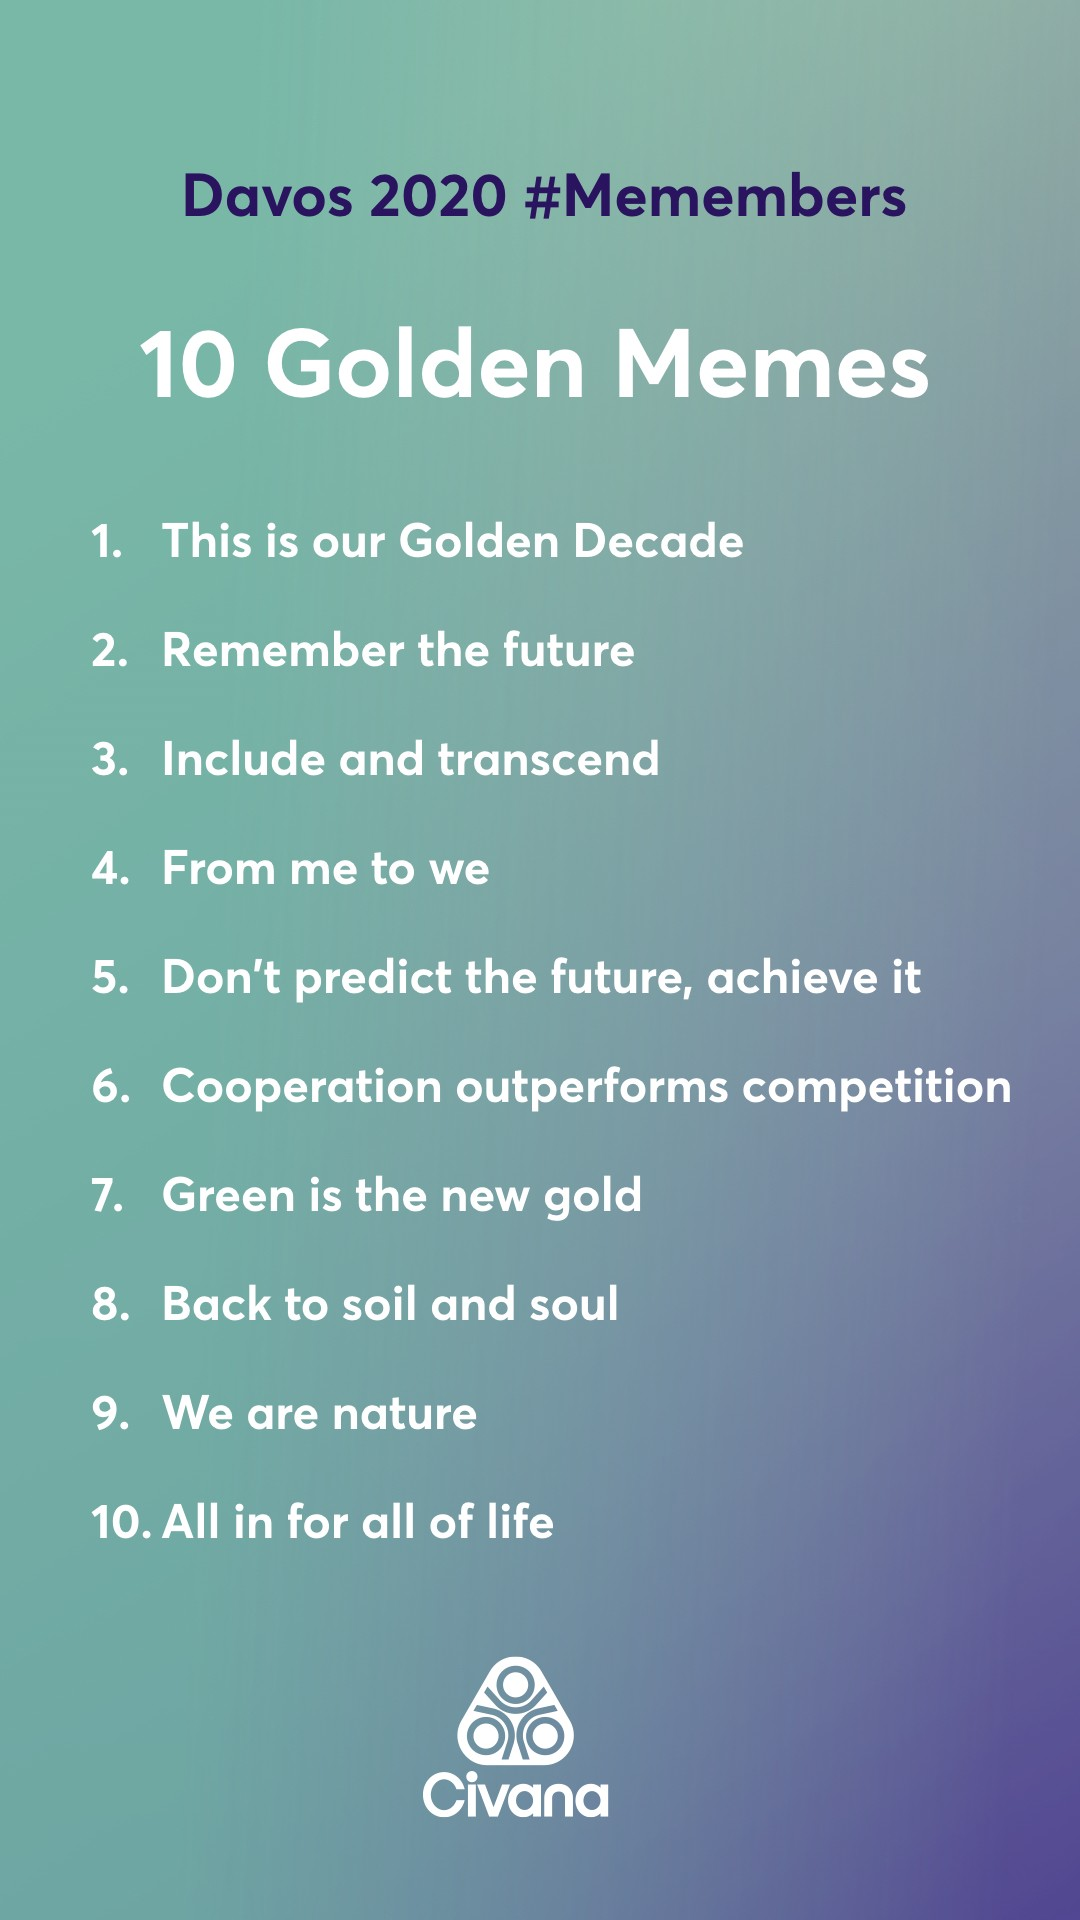 Davos 2020 #Memembers
10 Golden Memes
1. This is our Golden Decade
2. Remember the future
3. Include and transcend
4. From me to we
5. Don't predict the future, achieve it
6. Cooperation outperforms competition
7. Green is the new gold
8. Back to soil and soul
9. We are nature
10. All in for all of life
Civana